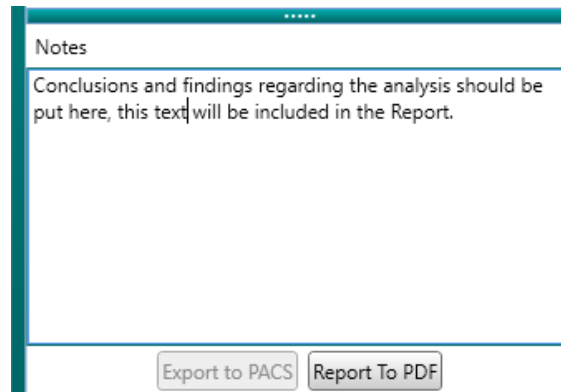 Notes
Conclusions and findings regarding the analysis should be
put here, this text will be included in the Report.
Export to PACS
Report To PDF